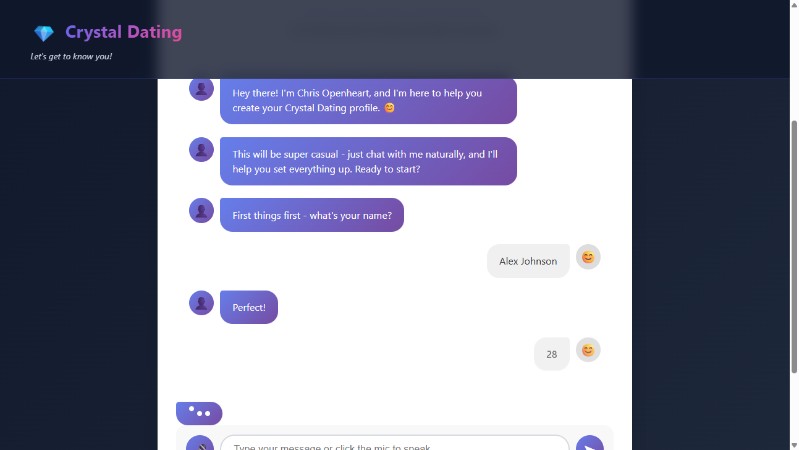 Crystal Dating
Let's get to know you!
Hey there! I'm Chris Openheart, and I'm here to help you
create your Crystal Dating profile. 😊
This will be super casual - just chat with me naturally, and I'll
help you set everything up. Ready to start?
First things first - what's your name?
Alex Johnson
Perfect!
28
Type your message or click the mic to speak